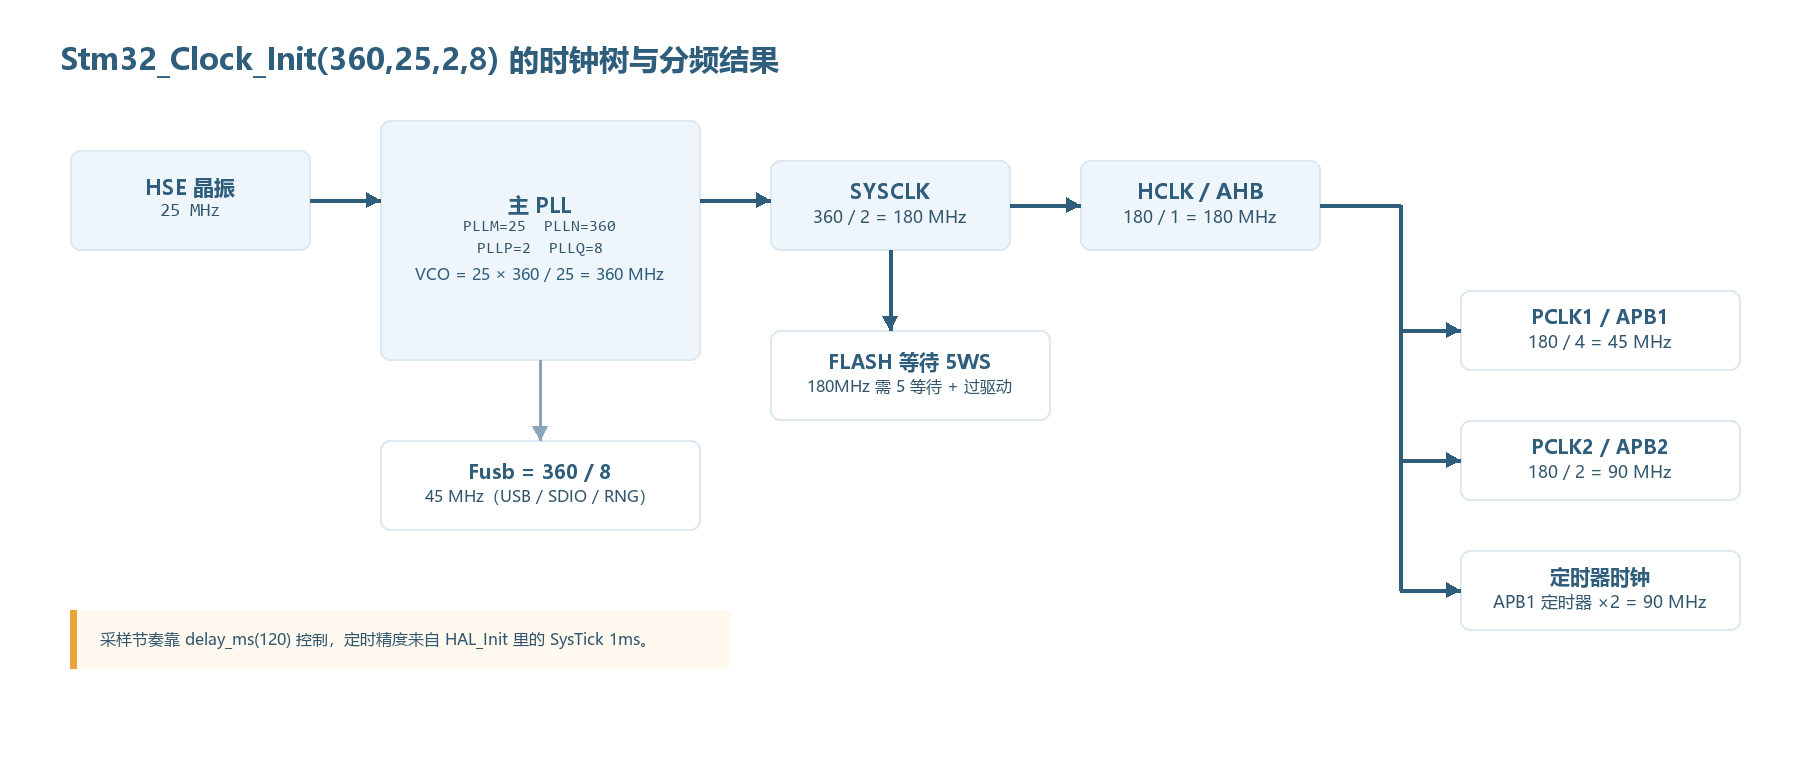 Stm32_Clock_Init(360,25,2,8) 的时钟树与分频结果
HSE 晶振
25 MHz
主 PLL
PLLM=25  PLLN=360
PLLP=2  PLLQ=8
VCO = 25 × 360 / 25 = 360 MHz
SYSCLK
360 / 2 = 180 MHz
HCLK / AHB
180 / 1 = 180 MHz
FLASH 等待 5WS
180MHz 需 5 等待 + 过驱动
PCLK1 / APB1
180 / 4 = 45 MHz
PCLK2 / APB2
180 / 2 = 90 MHz
Fusb = 360 / 8
45 MHz（USB / SDIO / RNG）
定时器时钟
APB1 定时器 ×2 = 90 MHz
采样节奏靠 delay_ms(120) 控制，定时精度来自 HAL_Init 里的 SysTick 1ms。